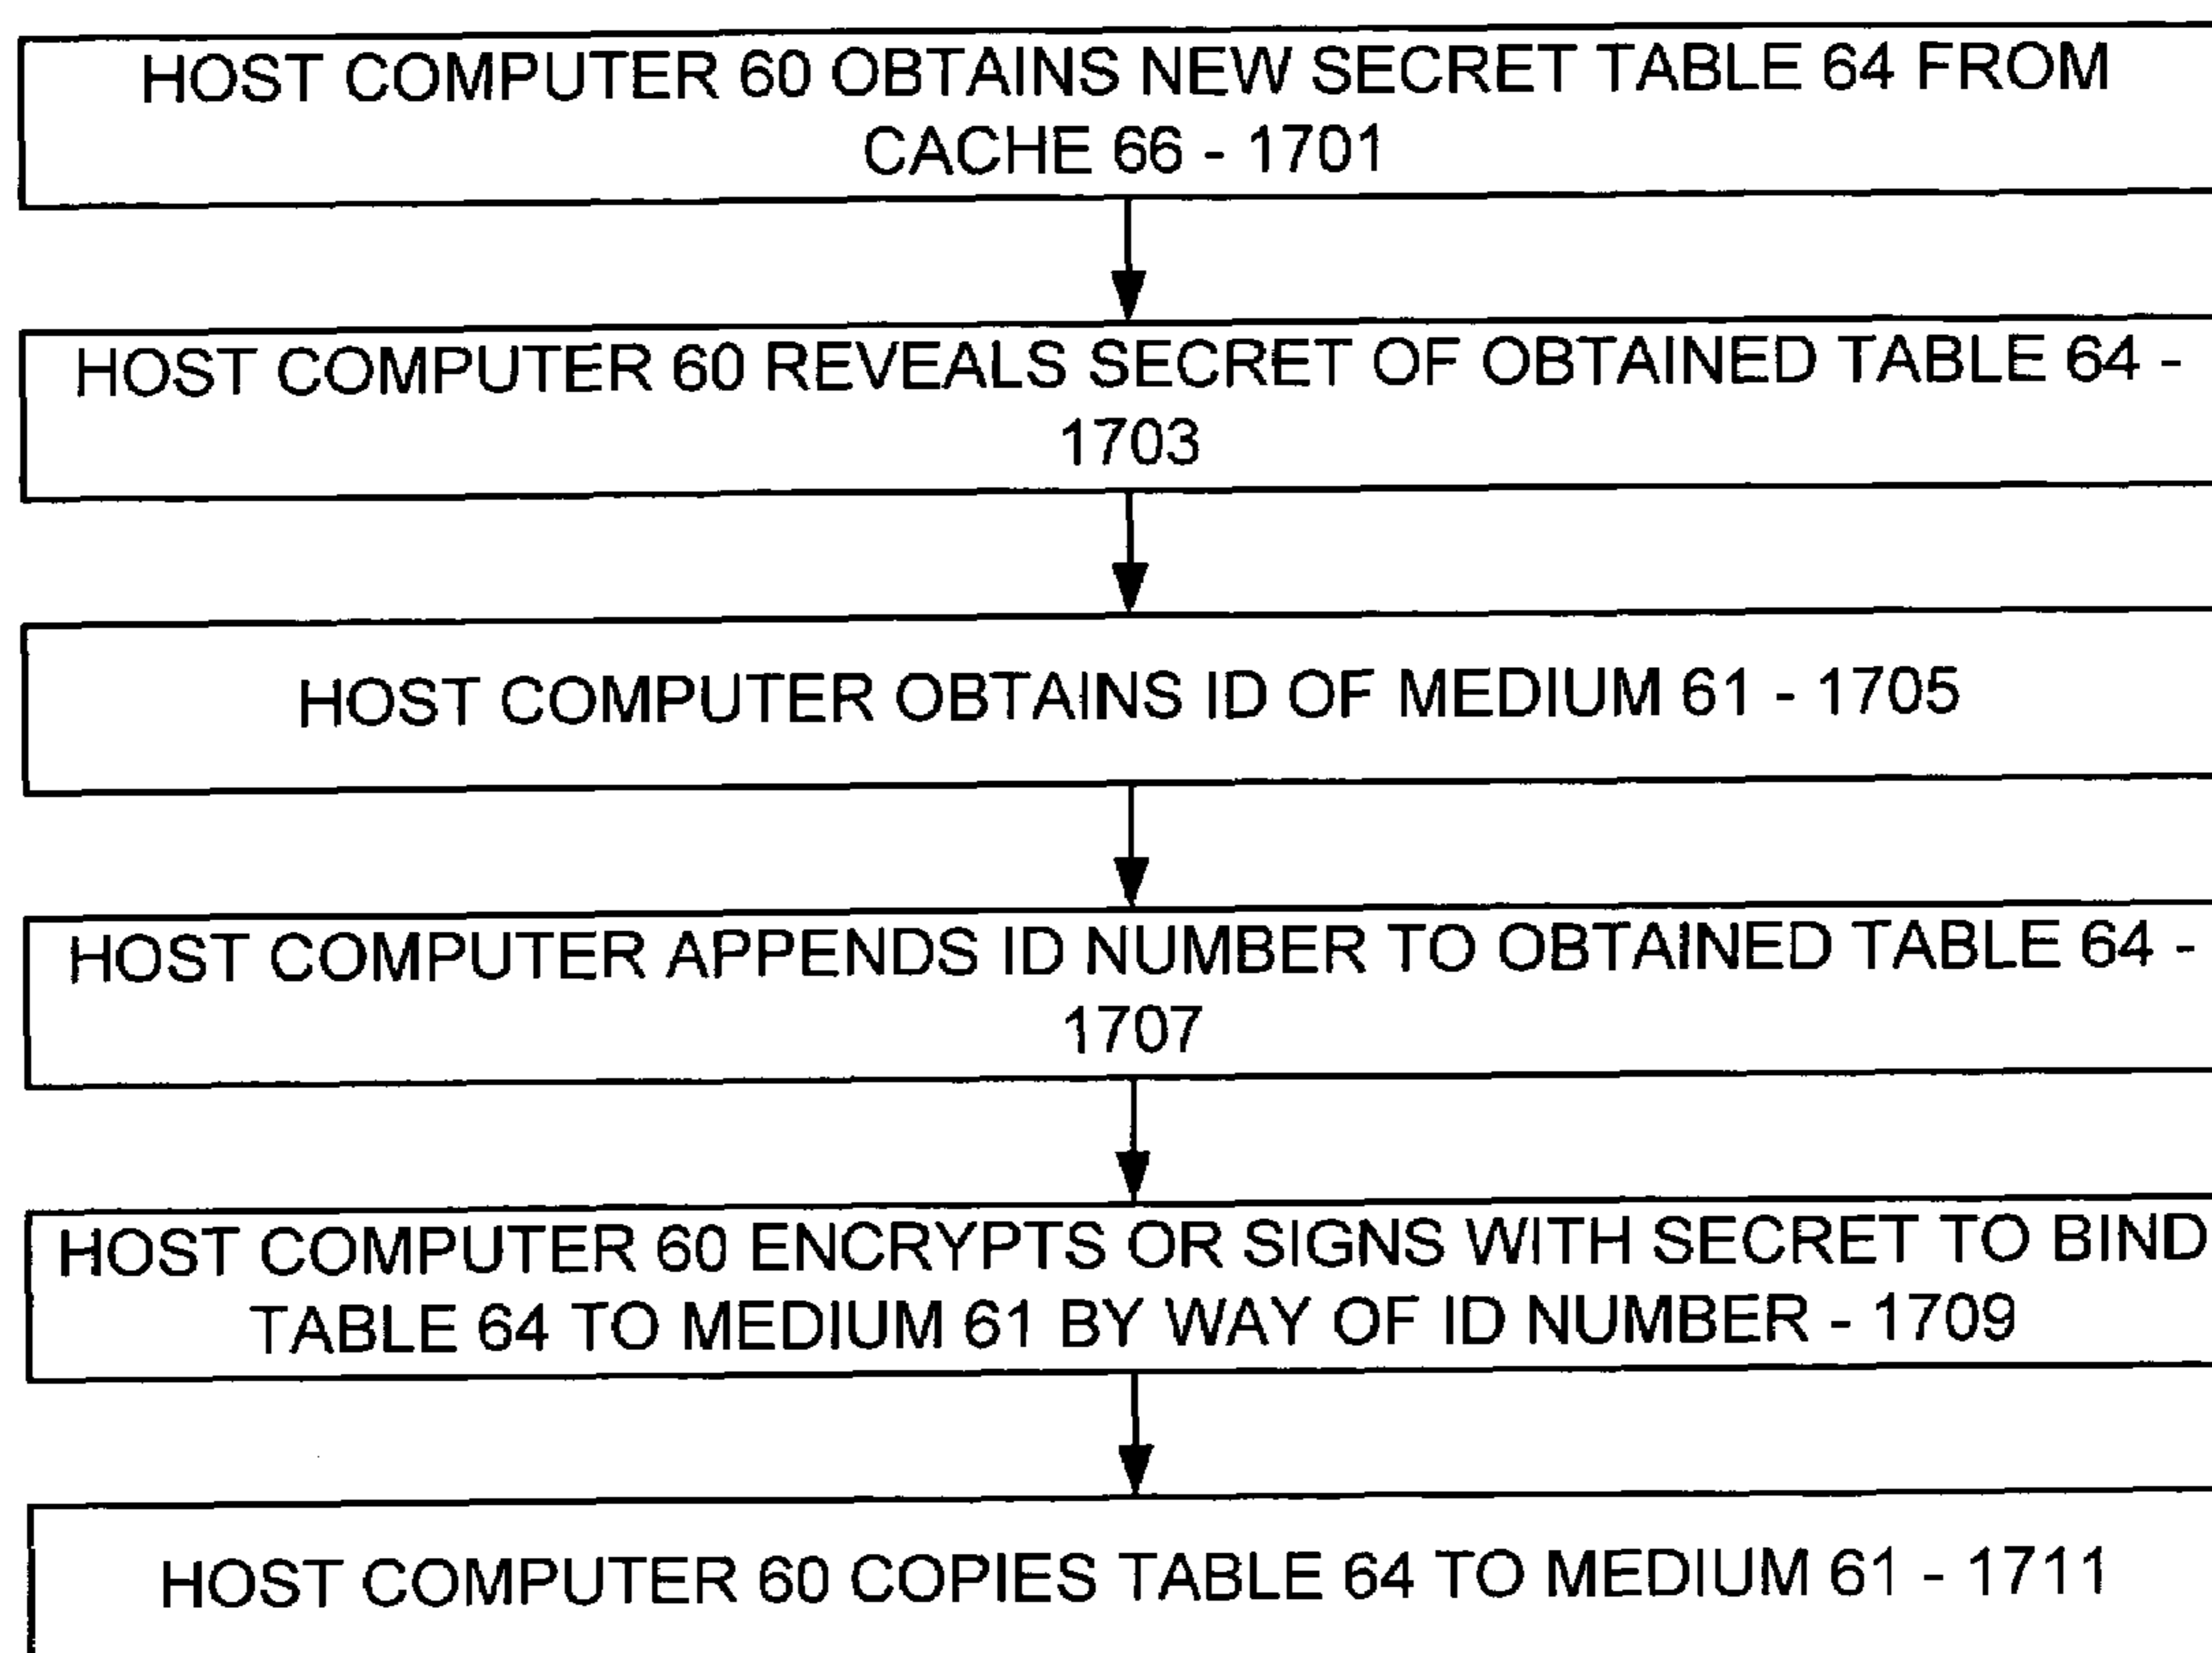 HOST COMPUTER 60 OBTAINS NEW SECRET TABLE 64 FROM
CACHE 66 - 1701
HOST COMPUTER 60 REVEALS SECRET OF OBTAINED TABLE 64 -
1703
HOST COMPUTER OBTAINS ID OF MEDIUM 61 - 1705
HOST COMPUTER APPENDS ID NUMBER TO OBTAINED TABLE 64 -
1707
HOST COMPUTER 60 ENCRYPTS OR SIGNS WITH SECRET TO BIND
TABLE 64 TO MEDIUM 61 BY WAY OF ID NUMBER - 1709
HOST COMPUTER 60 COPIES TABLE 64 TO MEDIUM 61 - 1711